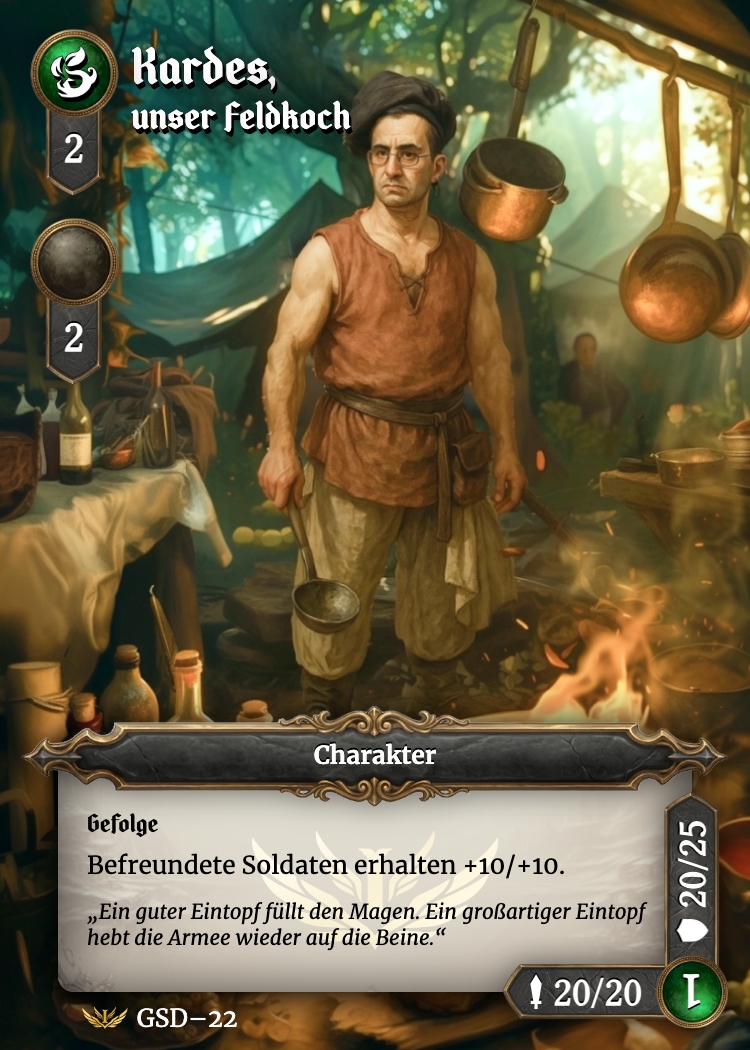 Kardes,
unser Feldkoch
2
2
Charakter
Gefolge
Befreundete Soldaten erhalten +10/+10.
„Ein guter Eintopf füllt den Magen. Ein großartiger Eintopf
hebt die Armee wieder auf die Beine.“
20/25
20/20
1
GSD–22